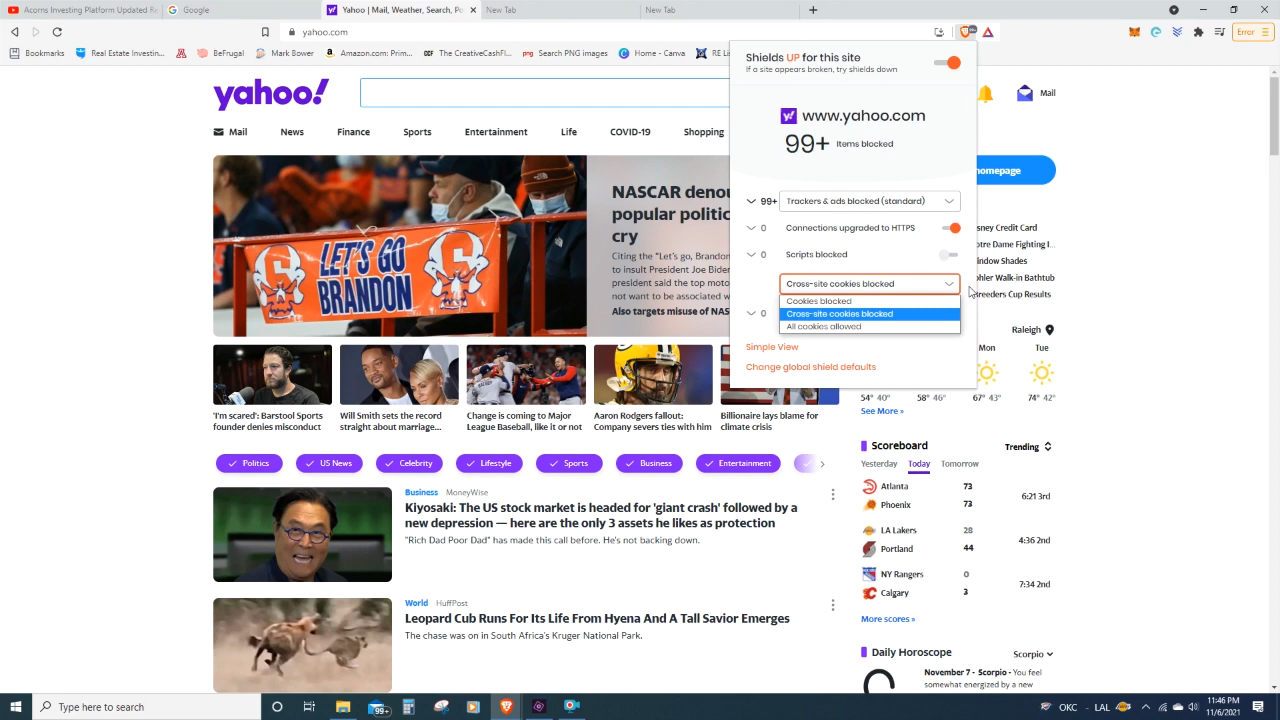 Acorns Investing Platform Updated Re
Google
Yahoo | Mail, Weather, Search, Po
New Tab
New Tab
yahoo.com
99+
Error
Bookmarks
Real Estate Investin...
BeFrugal
Mark Bower
Amazon.com: Prim...
CCF The CreativeCashFl...
png Search PNG images
Home - Canva
RE Li
yahoo!
Mail
Mail
News
Finance
Sports
Entertainment
Life
COVID-19
Shopping
Shields UP for this site
If a site appears broken, try shields down
www.yahoo.com
99+ Items blocked
99+ Trackers & ads blocked (standard)
0 Connections upgraded to HTTPS
0 Scripts blocked
Cross-site cookies blocked
Cookies blocked
Cross-site cookies blocked
All cookies allowed
0
Simple View
Change global shield defaults
LET'S GO
BRANDON
NASCAR denou
popular politic
cry
Citing the "Let's go, Brandon
to insult President Joe Biden
president said the top moto
not want to be associated w
Also targets misuse of NAS
'I'm scared': Barstool Sports
founder denies misconduct
Will Smith sets the record
straight about marriage...
Change is coming to Major
League Baseball, like it or not
Aaron Rodgers fallout:
Company severs ties with him
Billionaire lays blame for
climate crisis
Politics
US News
Celebrity
Lifestyle
Sports
Business
Entertainment
Business MoneyWise
Kiyosaki: The US stock market is headed for 'giant crash' followed by a
new depression — here are the only 3 assets he likes as protection
"Rich Dad Poor Dad" has made this call before. He's not backing down.
World HuffPost
Leopard Cub Runs For Its Life From Hyena And A Tall Savior Emerges
The chase was on in South Africa's Kruger National Park.
homepage
sney Credit Card
otre Dame Fighting I...
indow Shades
ohler Walk-in Bathtub
Breeders Cup Results
Raleigh
Mon
Tue
54° 40°
58° 46°
67° 43°
74° 42°
See More »
Scoreboard
Trending
Yesterday
Today
Tomorrow
Atlanta 73
Phoenix 73
6:21 3rd
LA Lakers 28
Portland 44
4:36 2nd
NY Rangers 0
Calgary 3
7:34 2nd
More scores »
Daily Horoscope
Scorpio
November 7 - Scorpio - You feel
somewhat energized by a new
Type here to search
99+
OKC - LAL
11:46 PM
11/6/2021